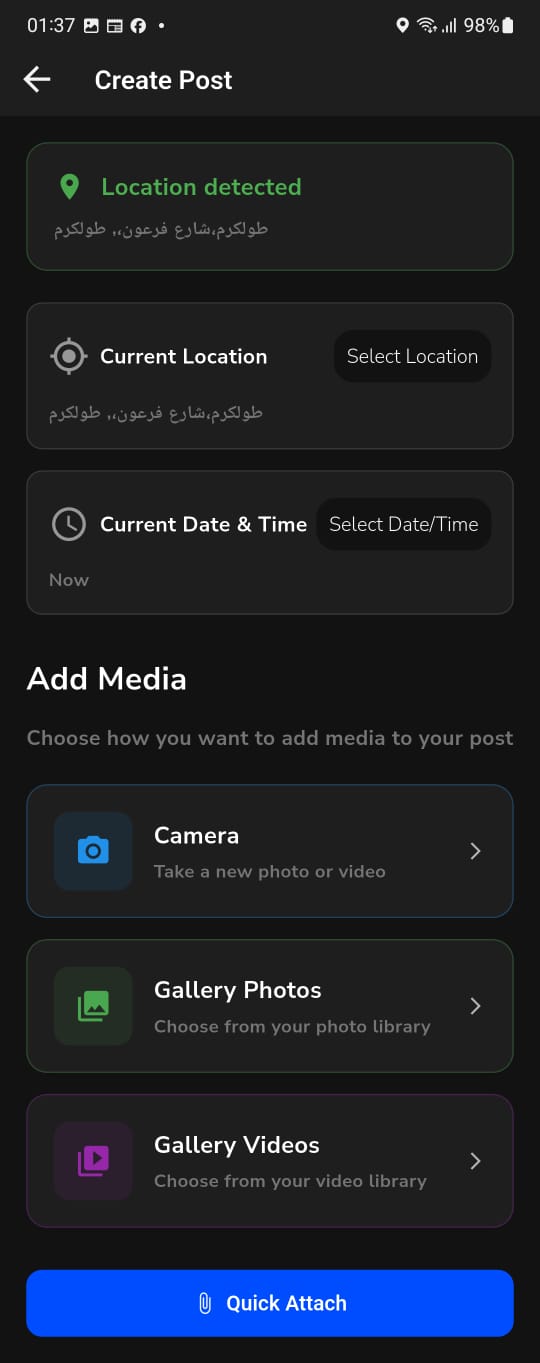 01:37
98%
Create Post
Location detected
طولكرم،شارع فرعون،,, طولكرم
Current Location
Select Location
طولكرم،شارع فرعون،,, طولكرم
Current Date & Time
Select Date/Time
Now
Add Media
Choose how you want to add media to your post
Camera
Take a new photo or video
Gallery Photos
Choose from your photo library
Gallery Videos
Choose from your video library
Quick Attach